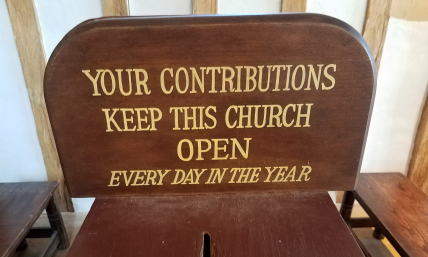 YOUR CONTRIBUTIONS
KEEP THIS CHURCH
OPEN
EVERY DAY IN THE YEAR